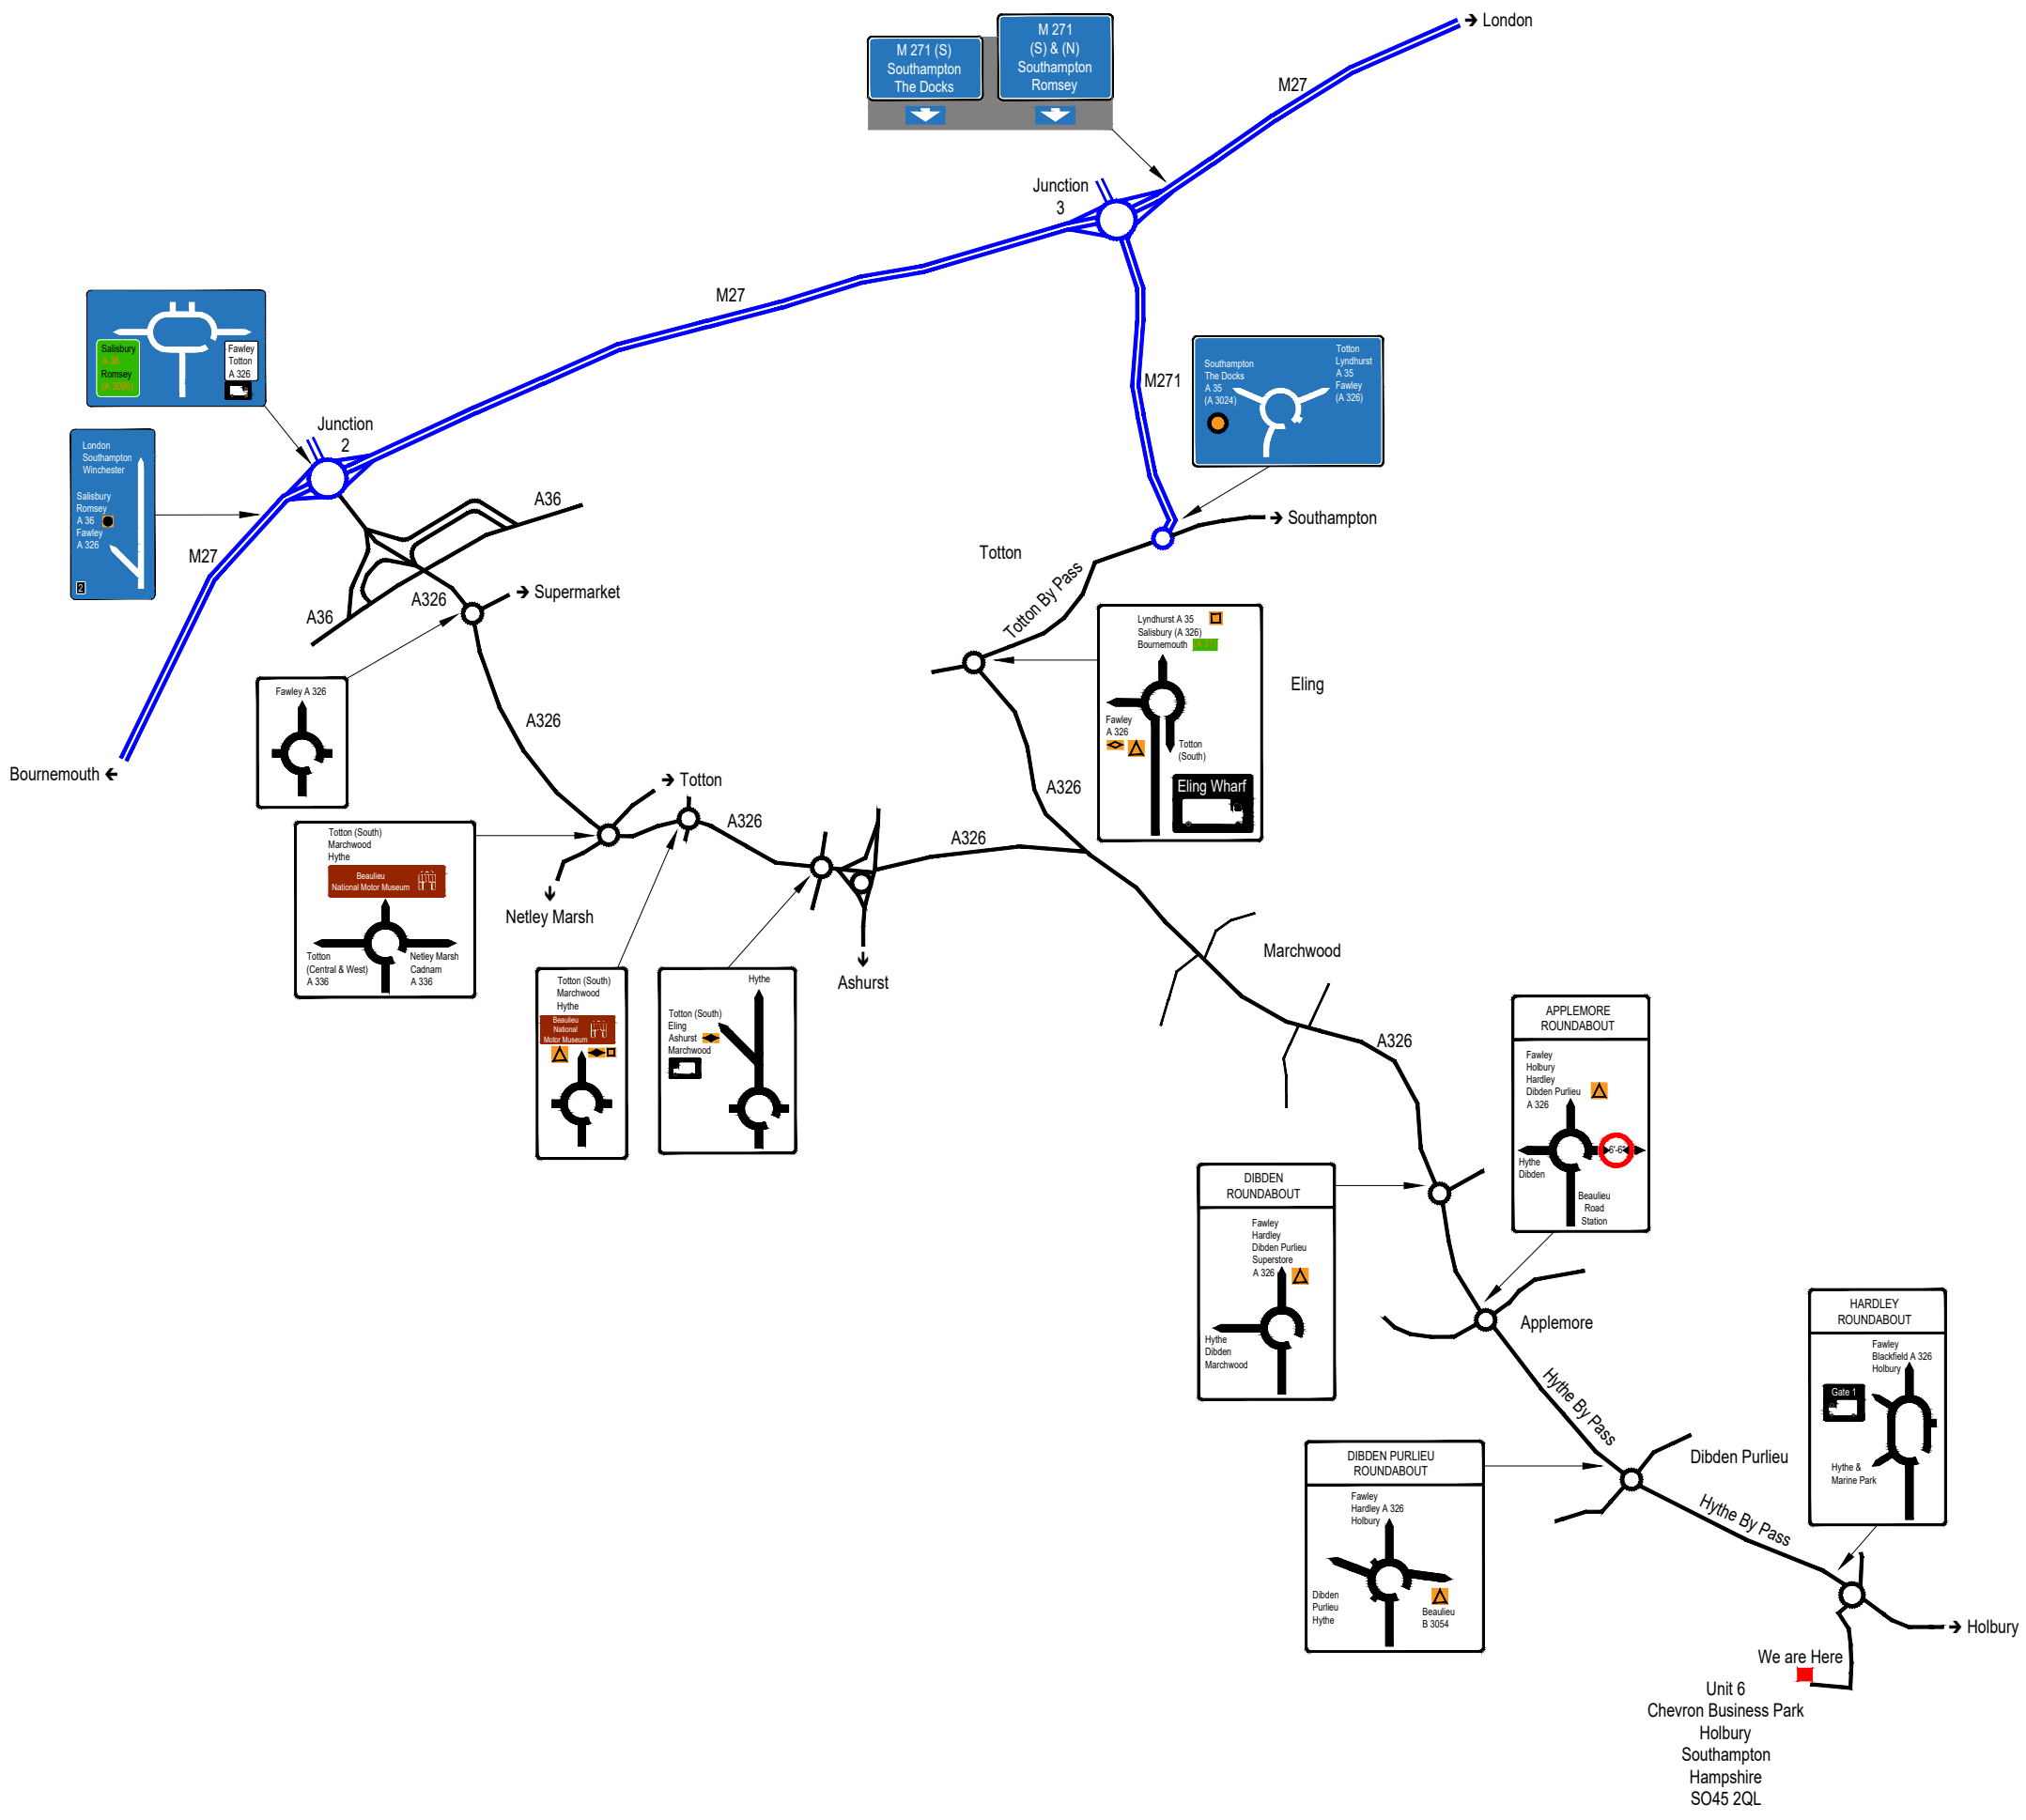 → London
M 271 (S)
Southampton
The Docks
M 271
(S) & (N)
Southampton
Romsey
M27
Junction
3
M27
Salisbury
A 36
Romsey
(A 3090)
Fawley
Totton
A 326
Junction
2
London
Southampton
Winchester
Salisbury
Romsey
A 36
Fawley
A 326
2
M27
M271
Southampton
The Docks
A 35
(A 3024)
Totton
Lyndhurst
A 35
Fawley
(A 326)
A36
→ Southampton
Totton
Totton By Pass
A36
A326
→ Supermarket
Lyndhurst A 35
Salisbury (A 326)
Bournemouth (A 31)
Fawley
A 326
Totton
(South)
Eling Wharf
Eling
Fawley A 326
A326
Bournemouth ←
→ Totton
A326
A326
A326
Totton (South)
Marchwood
Hythe
Beaulieu
National Motor Museum
Totton
(Central & West)
A 336
Netley Marsh
Cadnam
A 336
Netley Marsh
Ashurst
Totton (South)
Marchwood
Hythe
Beaulieu
National
Motor Museum
Hythe
Totton (South)
Eling
Ashurst
Marchwood
Marchwood
A326
APPLEMORE
ROUNDABOUT
Fawley
Holbury
Hardley
Dibden Purlieu
A 326
6'-6"
Hythe
Dibden
Beaulieu
Road
Station
DIBDEN
ROUNDABOUT
Fawley
Hardley
Dibden Purlieu
Superstore
A 326
Hythe
Dibden
Marchwood
Applemore
Hythe By Pass
HARDLEY
ROUNDABOUT
Fawley
Blackfield A 326
Holbury
Gate 1
Hythe &
Marine Park
DIBDEN PURLIEU
ROUNDABOUT
Fawley
Hardley A 326
Holbury
Dibden
Purlieu
Hythe
Beaulieu
B 3054
Dibden Purlieu
Hythe By Pass
→ Holbury
We are Here
Unit 6
Chevron Business Park
Holbury
Southampton
Hampshire
SO45 2QL